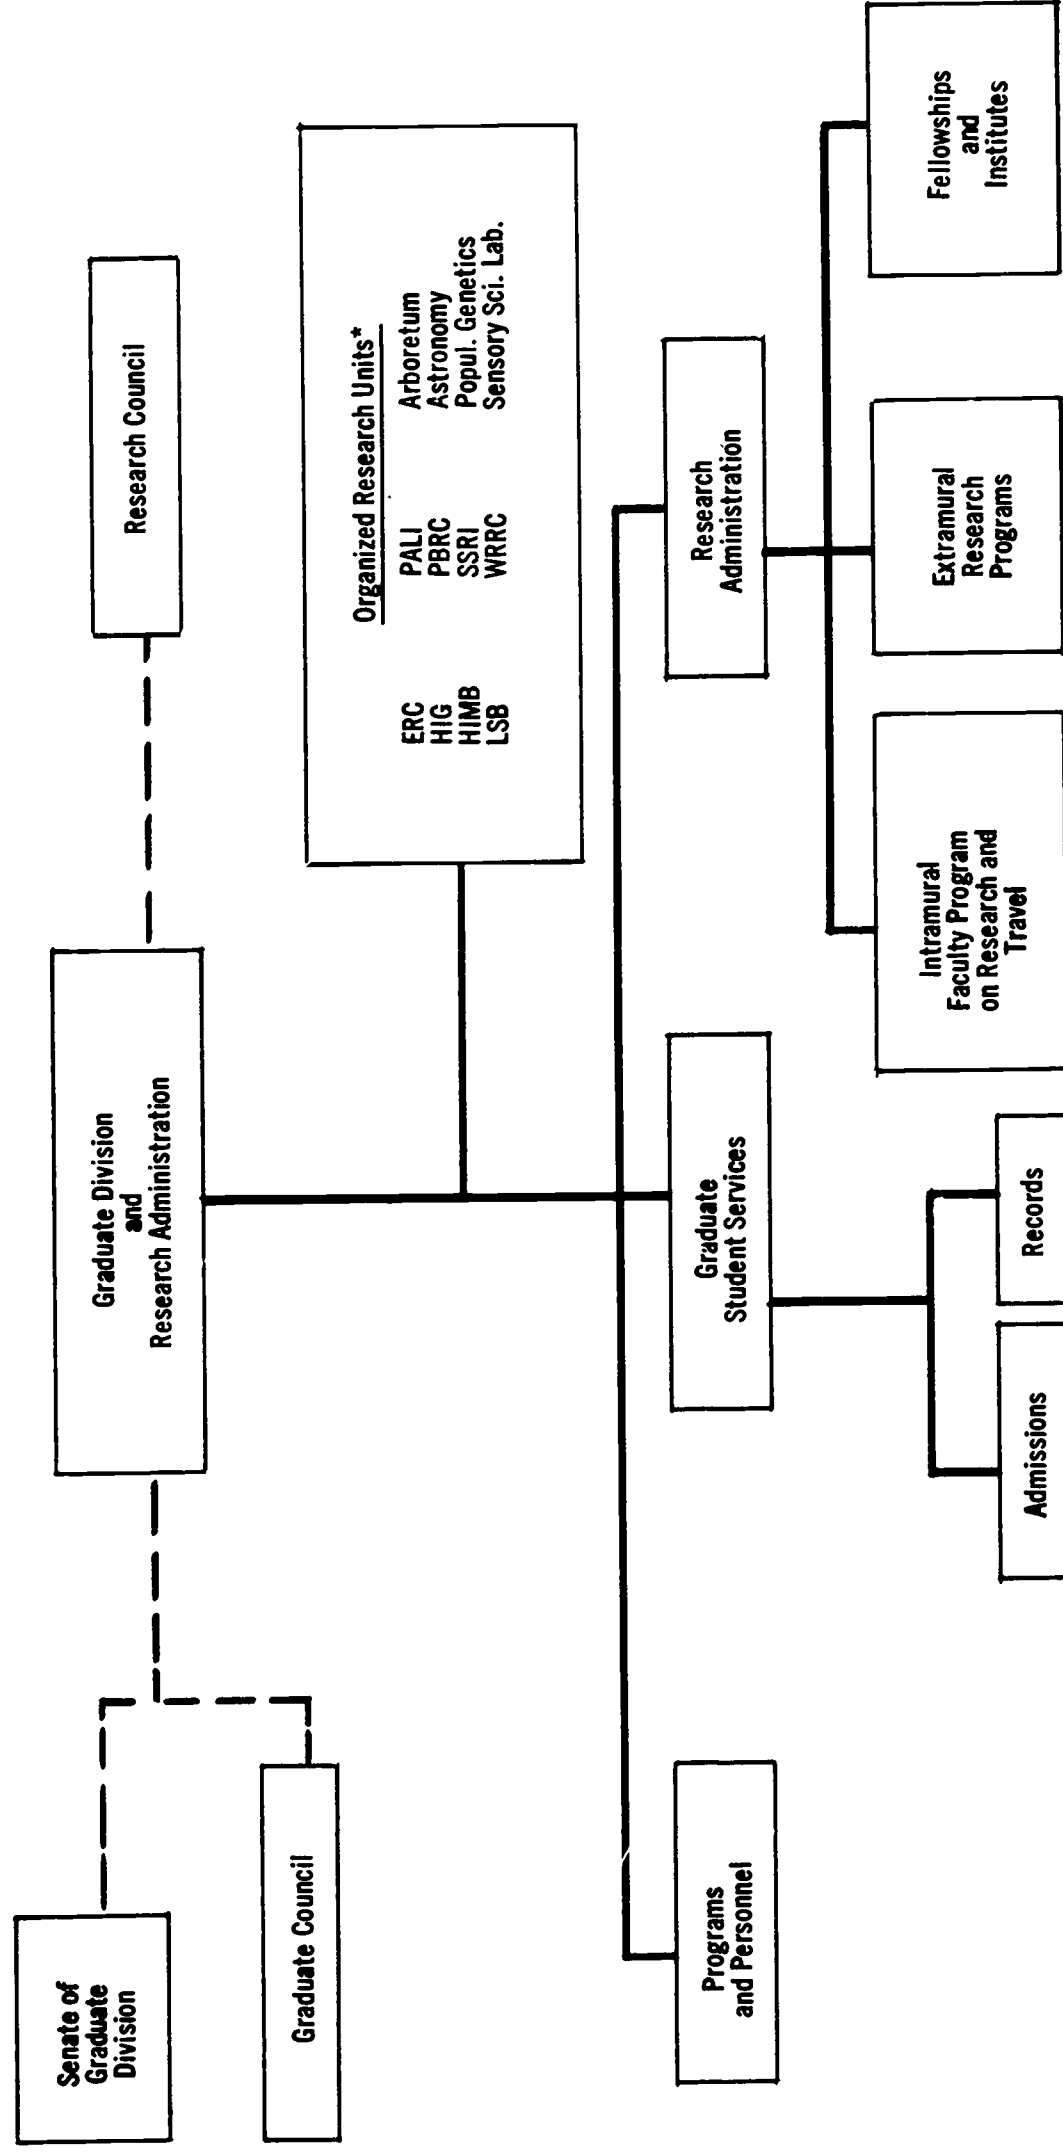 Senate of
Graduate
Division
Graduate Division
and
Research Administration
Research Council
Graduate Council
Organized Research Units*
ERC PALI Arboretum
HIG PBRC Astronomy
HIMB SSRI Popul. Genetics
LSB WRRC Sensory Sci. Lab.
Programs
and Personnel
Graduate
Student Services
Research
Administration
Admissions
Records
Intramural
Faculty Program
on Research and
Travel
Extramural
Research
Programs
Fellowships
and
Institutes